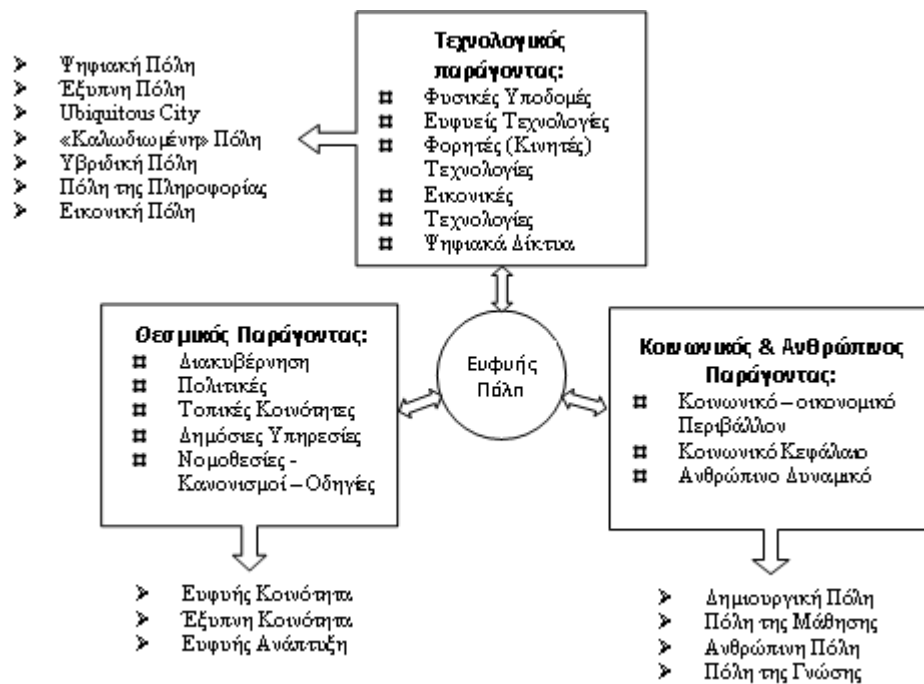 Τεχνολογικός
παράγοντας:
Φυσικές Υποδομές
Ευφυείς Τεχνολογίες
Φορητές (Κινητές)
Τεχνολογίες
Εικονικές
Τεχνολογίες
Ψηφιακά Δίκτυα
Ψηφιακή Πόλη
Έξυπνη Πόλη
Ubiquitous City
«Καλωδιωμένη» Πόλη
Υβριδική Πόλη
Πόλη της Πληροφορίας
Εικονική Πόλη
Ευφυής
Πόλη
Θεσμικός Παράγοντας:
Διακυβέρνηση
Πολιτικές
Τοπικές Κοινότητες
Δημόσιες Υπηρεσίες
Νομοθεσίες -
Κανονισμοί – Οδηγίες
Ευφυής Κοινότητα
Έξυπνη Κοινότητα
Ευφυής Ανάπτυξη
Κοινωνικός & Ανθρώπινος
Παράγοντας:
Κοινωνικό – οικονομικό
Περιβάλλον
Κοινωνικό Κεφάλαιο
Ανθρώπινο Δυναμικό
Δημιουργική Πόλη
Πόλη της Μάθησης
Ανθρώπινη Πόλη
Πόλη της Γνώσης